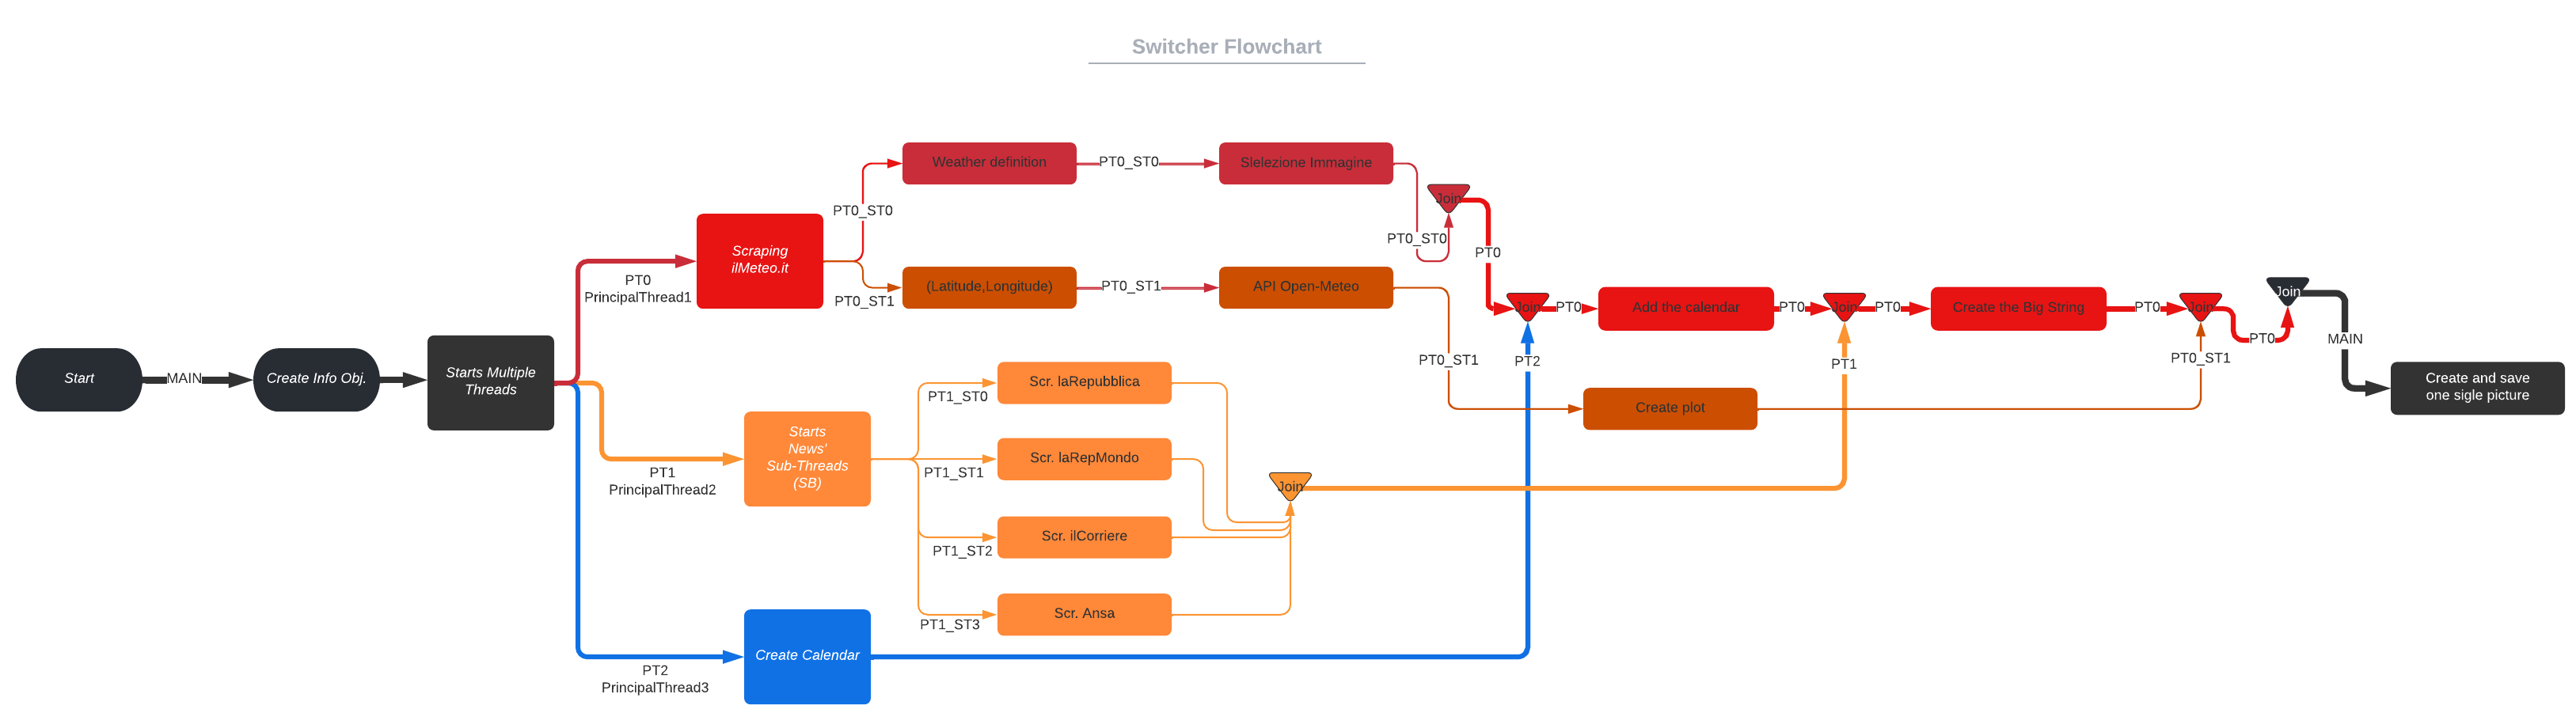 Switcher Flowchart
Start
MAIN
Create Info Obj.
Starts Multiple
Threads
PT0
PrincipalThread1
Scraping
ilMeteo.it
PT0_ST0
Weather definition
PT0_ST0
Slelezione Immagine
PT0_ST0
Join
PT0
PT0_ST1
(Latitude,Longitude)
PT0_ST1
API Open-Meteo
PT0_ST1
Create plot
PT0_ST1
PT1
PrincipalThread2
Starts
News'
Sub-Threads
(SB)
PT1_ST0
Scr. laRepubblica
PT1_ST1
Scr. laRepMondo
PT1_ST2
Scr. ilCorriere
PT1_ST3
Scr. Ansa
Join
PT1
PT2
PrincipalThread3
Create Calendar
PT2
Join
PT0
Add the calendar
PT0
Join
PT0
Create the Big String
PT0
Join
PT0
Join
MAIN
Create and save
one sigle picture